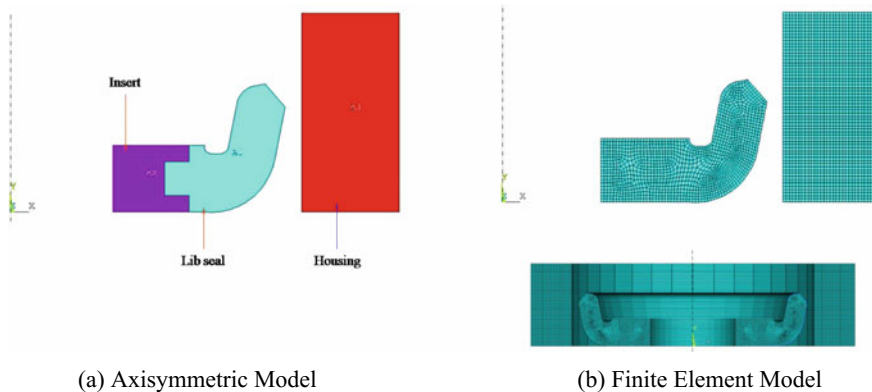 Insert
Lib seal
Housing
Y
X
Y
X
(a) Axisymmetric Model
(b) Finite Element Model